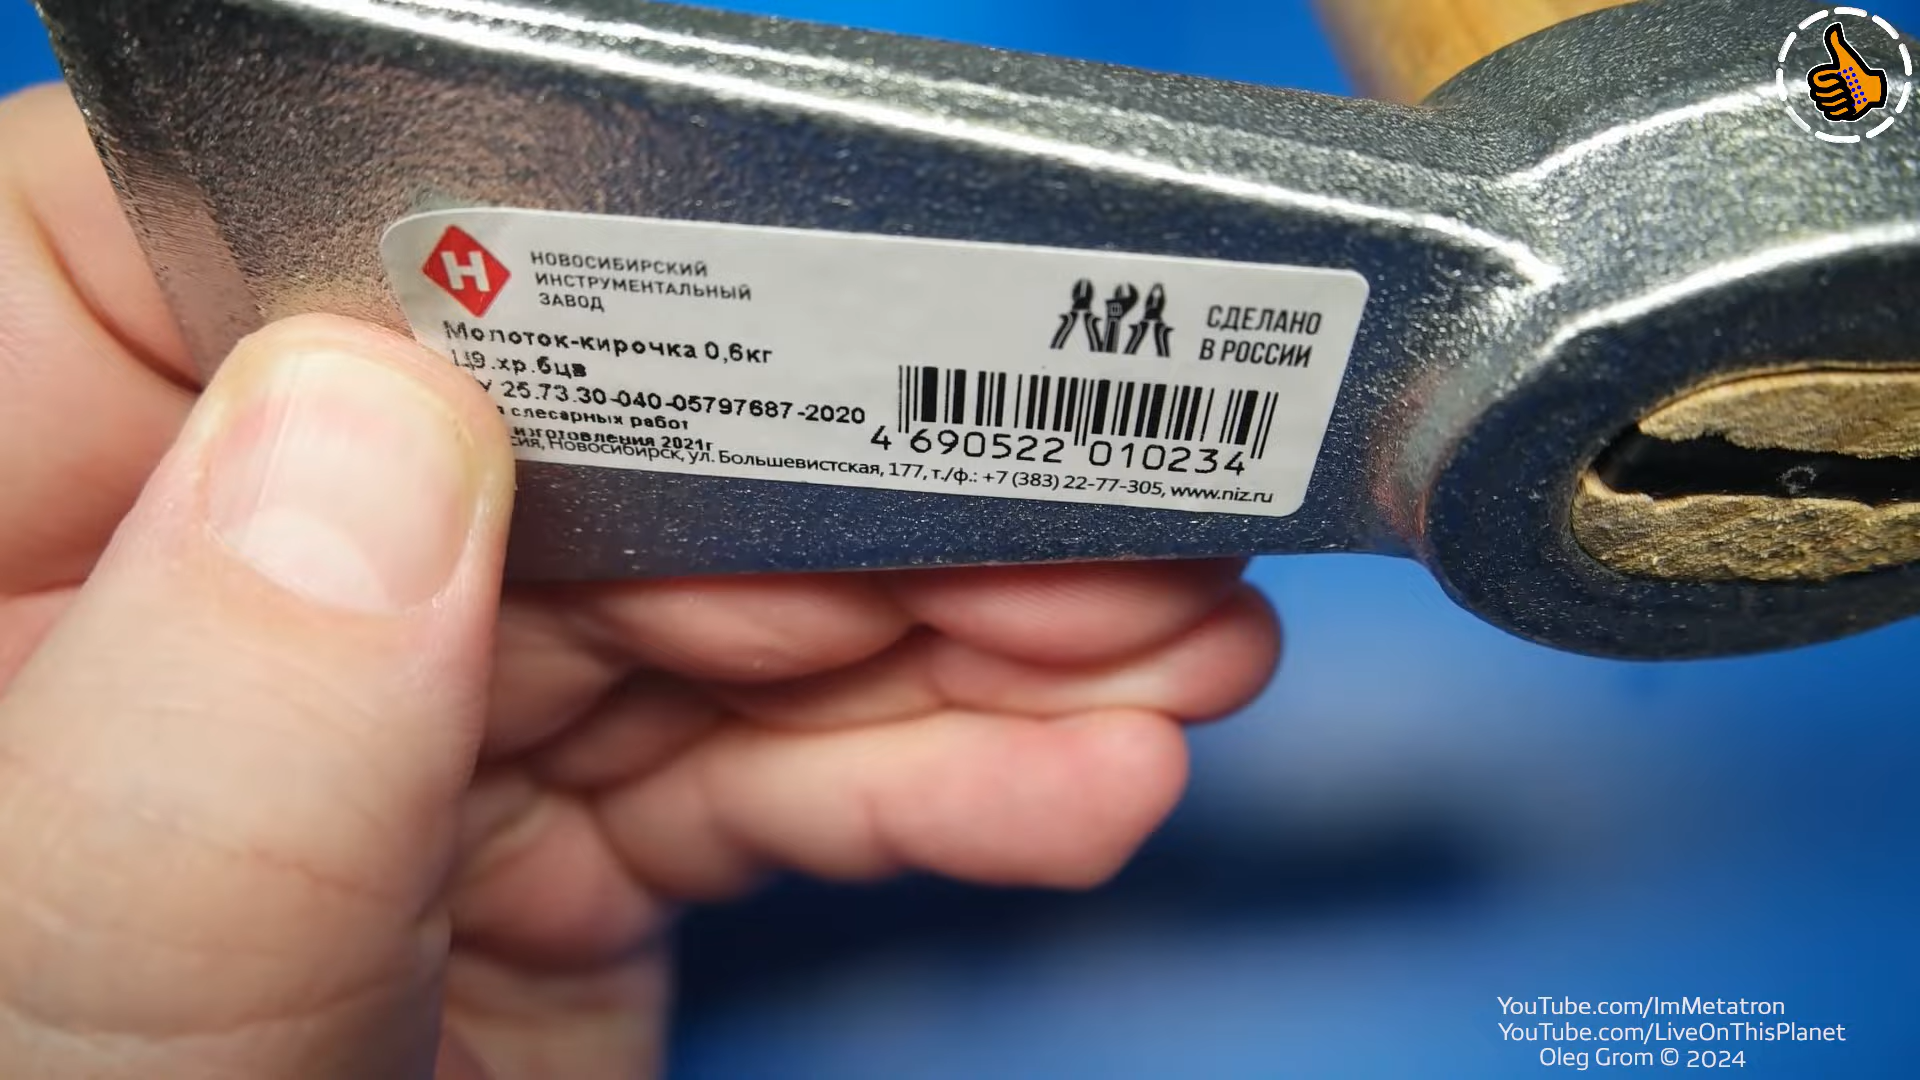 Н
НОВОСИБИРСКИЙ
ИНСТРУМЕНТАЛЬНЫЙ
ЗАВОД
Молоток-кирочка 0,6кг
Ц9.хр.бцв
25.73.30-040-05797687-2020
слесарных работ
изготовления 2021г
Новосибирск, ул. Большевистская, 177, т./ф.: +7 (383) 22-77-305, www.niz.ru
СДЕЛАНО
В РОССИИ
4 690522 010234
YouTube.com/ImMetatron
YouTube.com/LiveOnThisPlanet
Oleg Grom © 2024